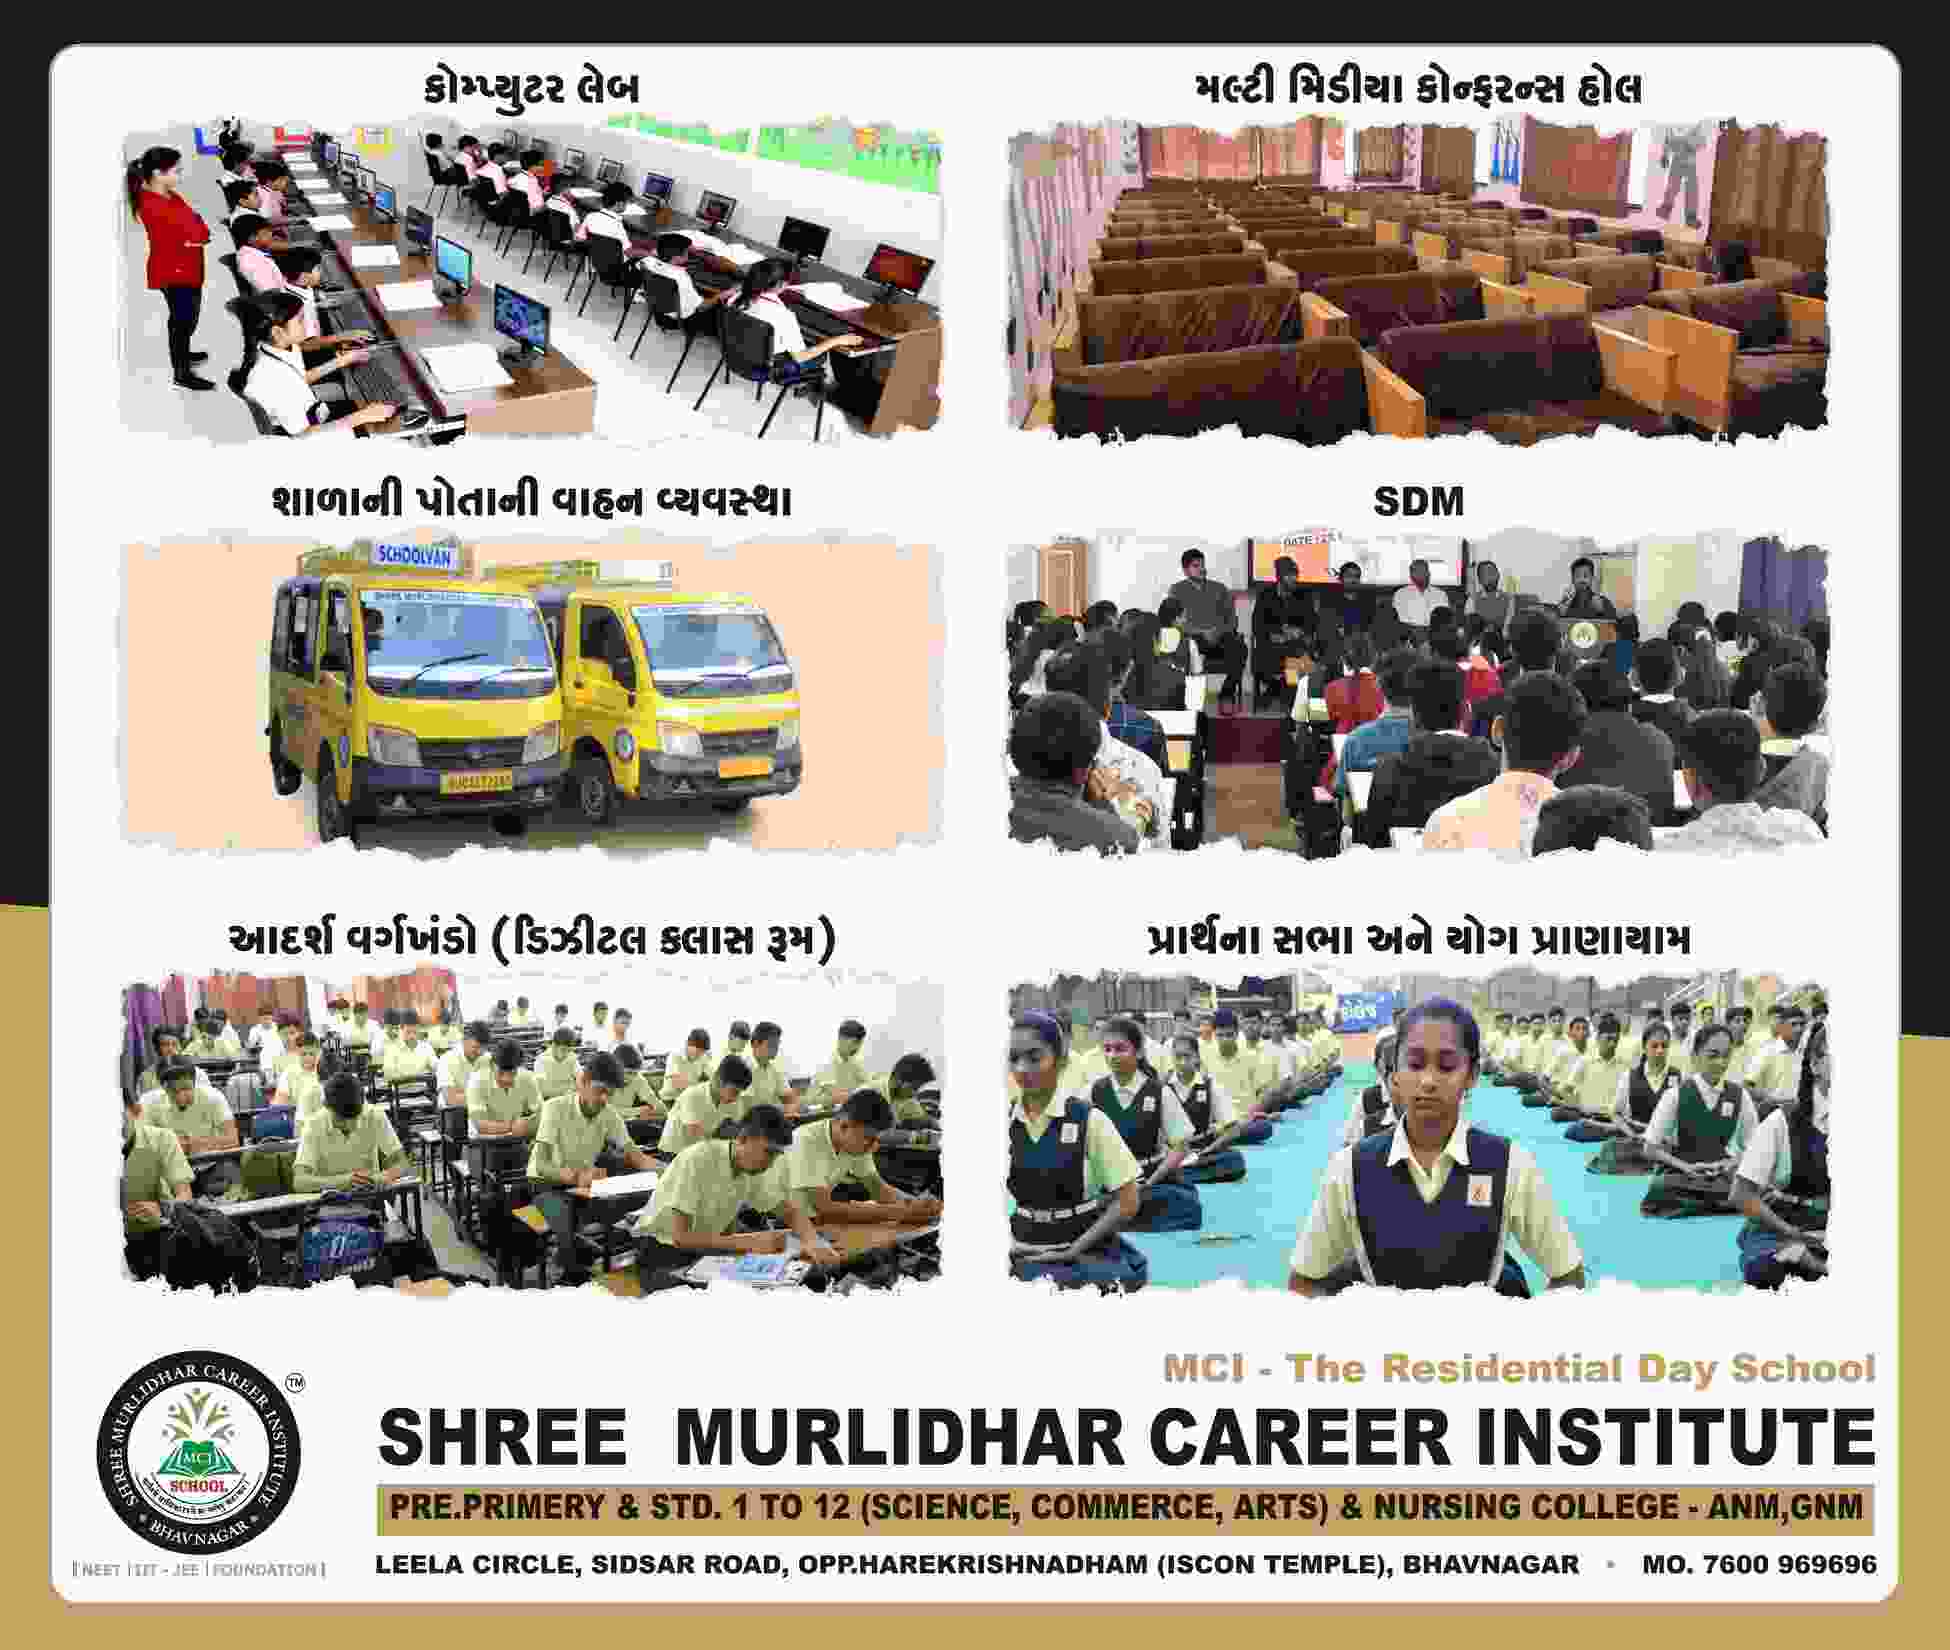 કોમ્પ્યુટર લેબ
મલ્ટી મિડીયા કોન્ફરન્સ હોલ
શાળાની પોતાની વાહન વ્યવસ્થા
SCHOOLVAN
SDM
આદર્શ વર્ગખંડો (ડિઝીટલ ક્લાસ રૂમ)
પ્રાર્થના સભા અને યોગ પ્રાણાયામ
SHREE MURLIDHAR CAREER INSTITUTE
MCI
SCHOOL
* BHAVNAGAR *
TM
| NEET | IIT - JEE | FOUNDATION |
MCI - The Residential Day School
SHREE MURLIDHAR CAREER INSTITUTE
PRE.PRIMERY & STD. 1 TO 12 (SCIENCE, COMMERCE, ARTS) & NURSING COLLEGE - ANM,GNM
LEELA CIRCLE, SIDSAR ROAD, OPP.HAREKRISHNADHAM (ISCON TEMPLE), BHAVNAGAR • MO. 7600 969696